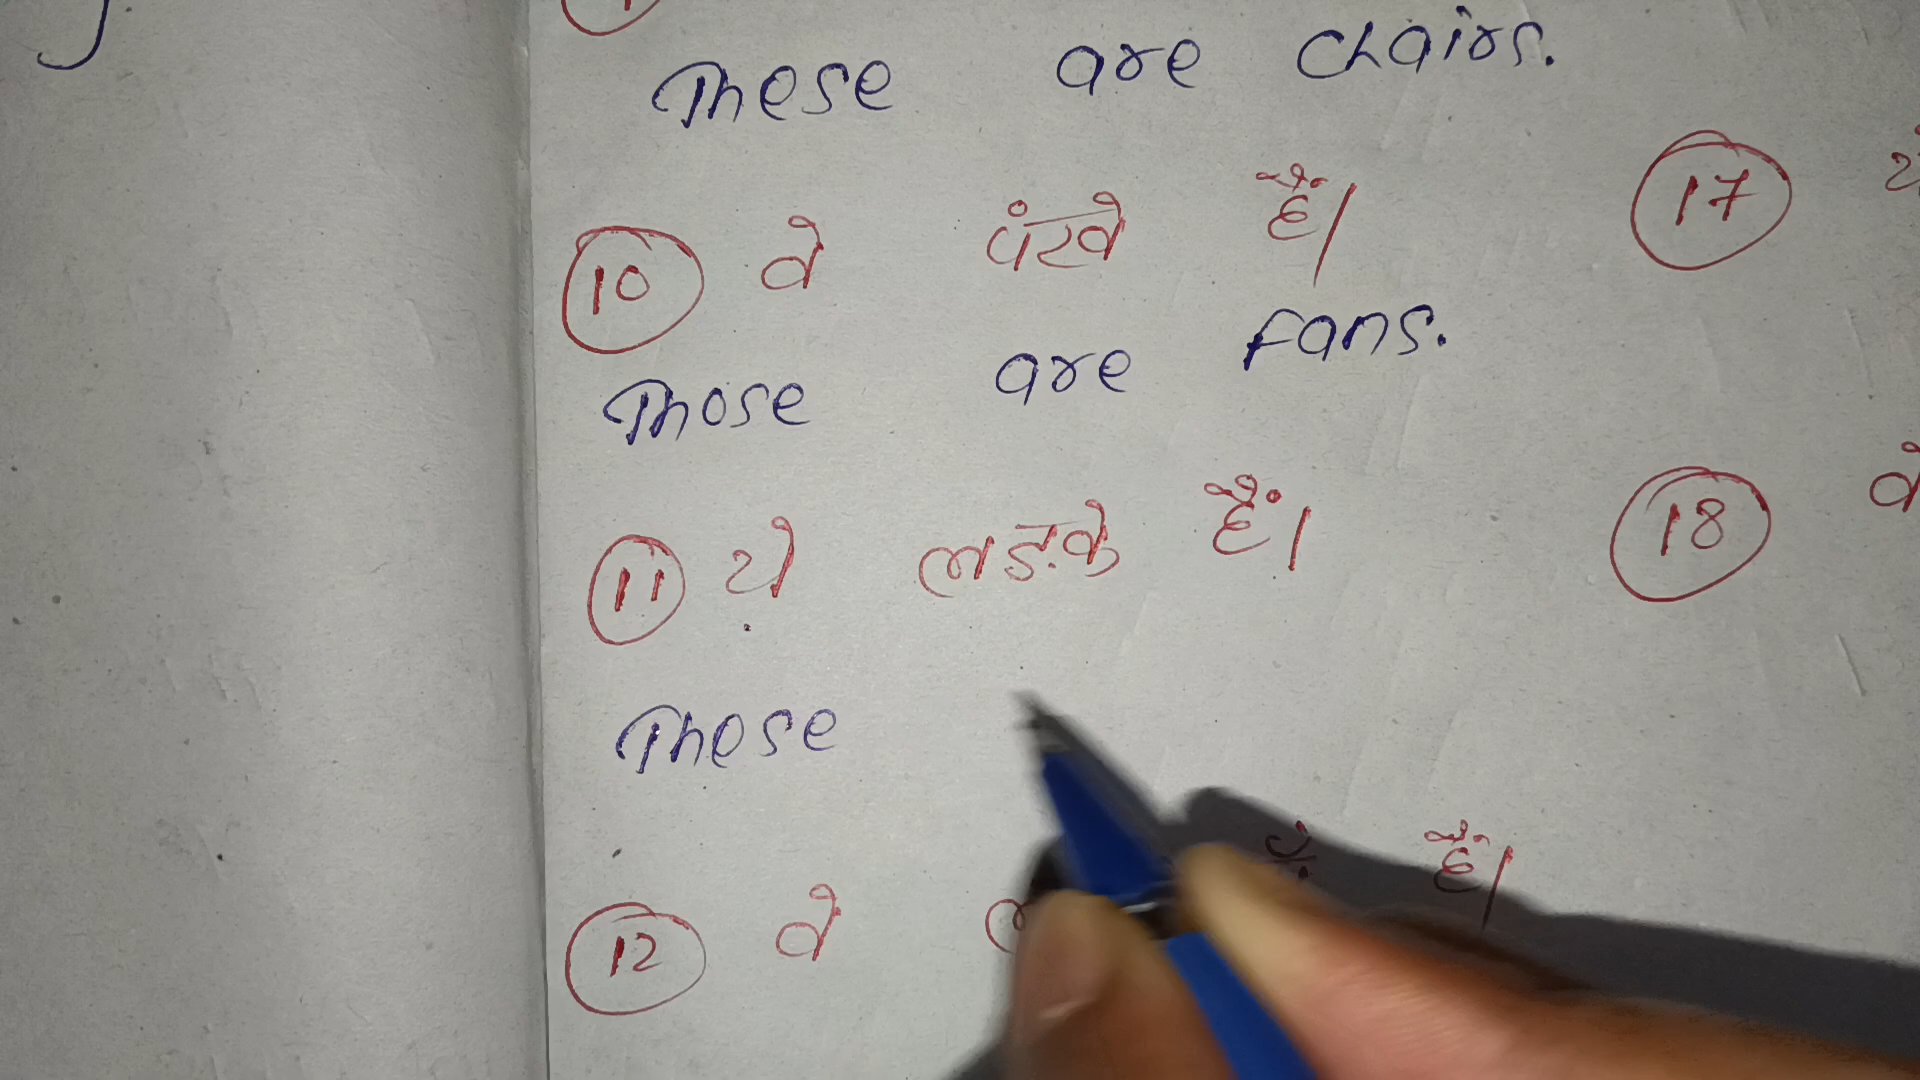 These are chairs.
10 वे पंखे हैं।
Those are fans.
11 ये लड़के हैं।
These
12 वे हैं।
17
18